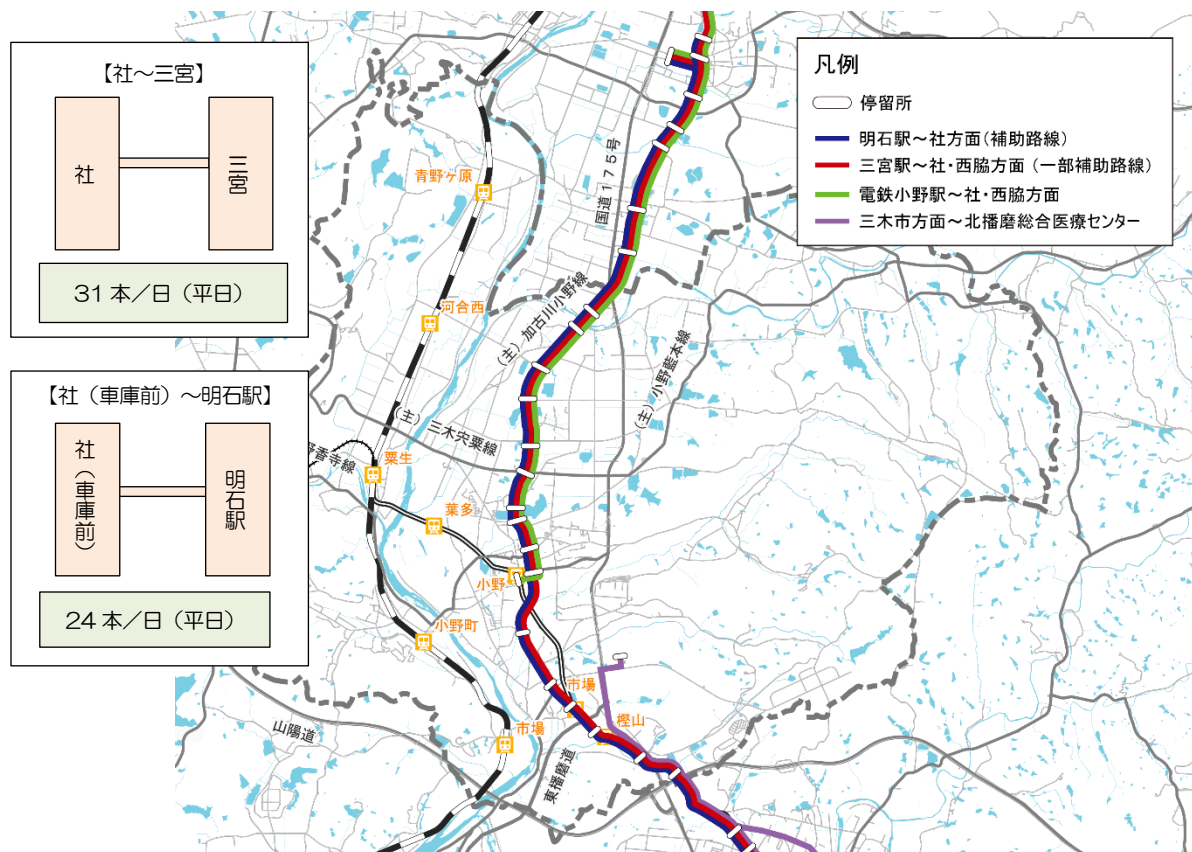 【社～三宮】
社
三宮
31本／日（平日）
【社（車庫前）～明石駅】
社（車庫前）
明石駅
24本／日（平日）
凡例
停留所
明石駅～社方面（補助路線）
三宮駅～社・西脇方面（一部補助路線）
電鉄小野駅～社・西脇方面
三木市方面～北播磨総合医療センター
国道１７５号
青野ヶ原
河合西
（主）加古川小野線
（主）小野藍本線
（主）三木宍粟線
野香寺線
粟生
葉多
小野
小野町
市場
樫山
市場
山陽道
東播磨道